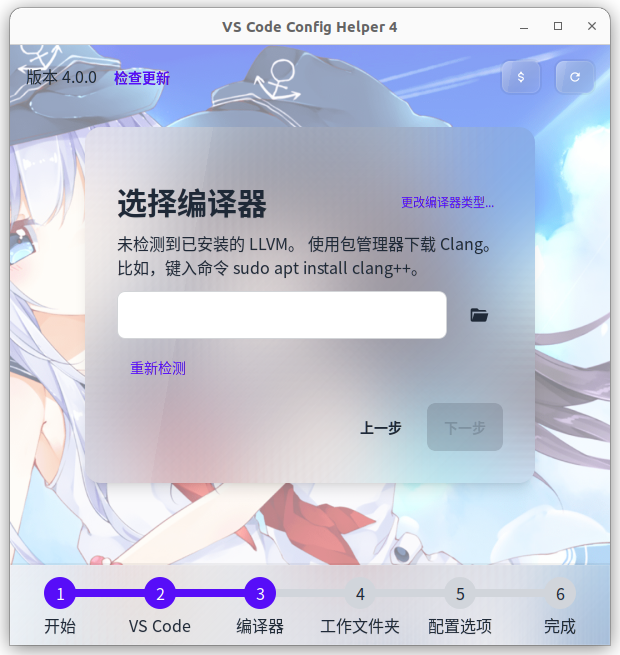 VS Code Config Helper 4
版本 4.0.0 检查更新
$
选择编译器
更改编译器类型...
未检测到已安装的 LLVM。 使用包管理器下载 Clang。
比如，键入命令 sudo apt install clang++。
重新检测
上一步 下一步
1 2 3 4 5 6
开始 VS Code 编译器 工作文件夹 配置选项 完成